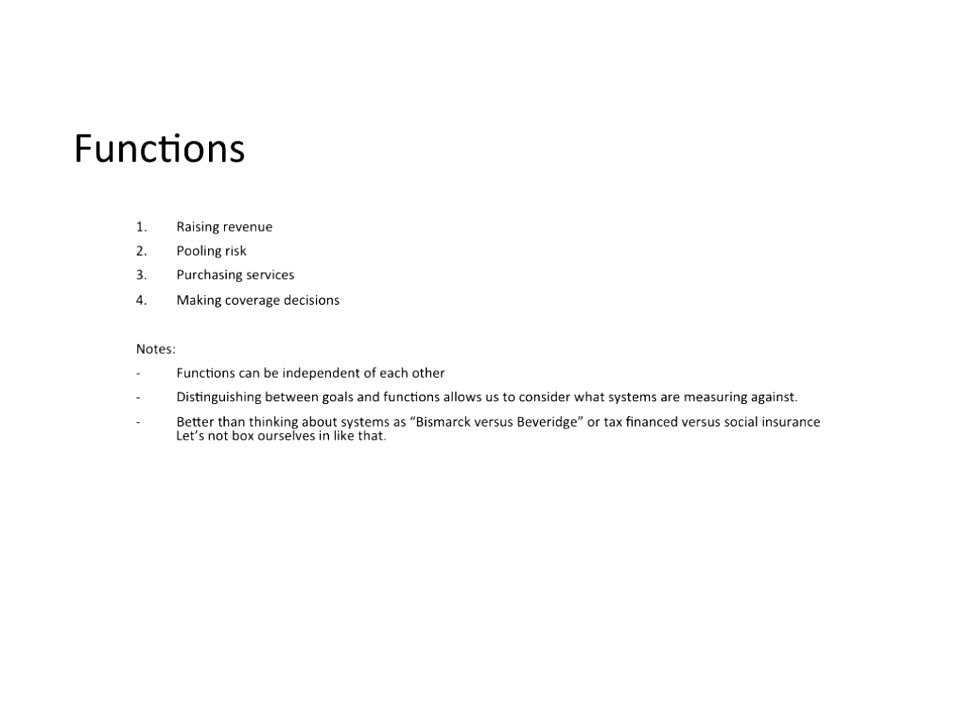 Functions
1. Raising revenue
2. Pooling risk
3. Purchasing services
4. Making coverage decisions
Notes:
- Functions can be independent of each other
- Distinguishing between goals and functions allows us to consider what systems are measuring against.
- Better than thinking about systems as “Bismarck versus Beveridge” or tax financed versus social insurance
Let’s not box ourselves in like that.